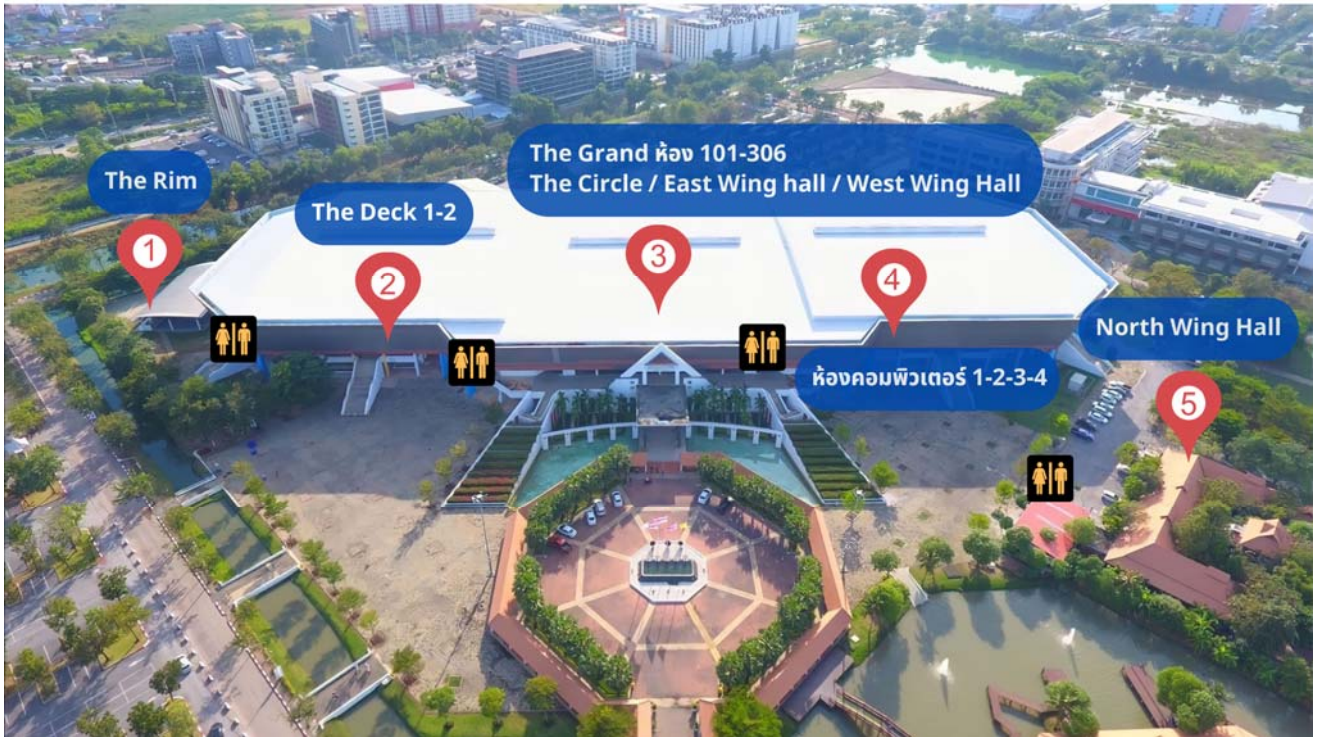 The Rim
1
The Deck 1-2
2
The Grand ห้อง 101-306
The Circle / East Wing hall / West Wing Hall
3
4
ห้องคอมพิวเตอร์ 1-2-3-4
North Wing Hall
5